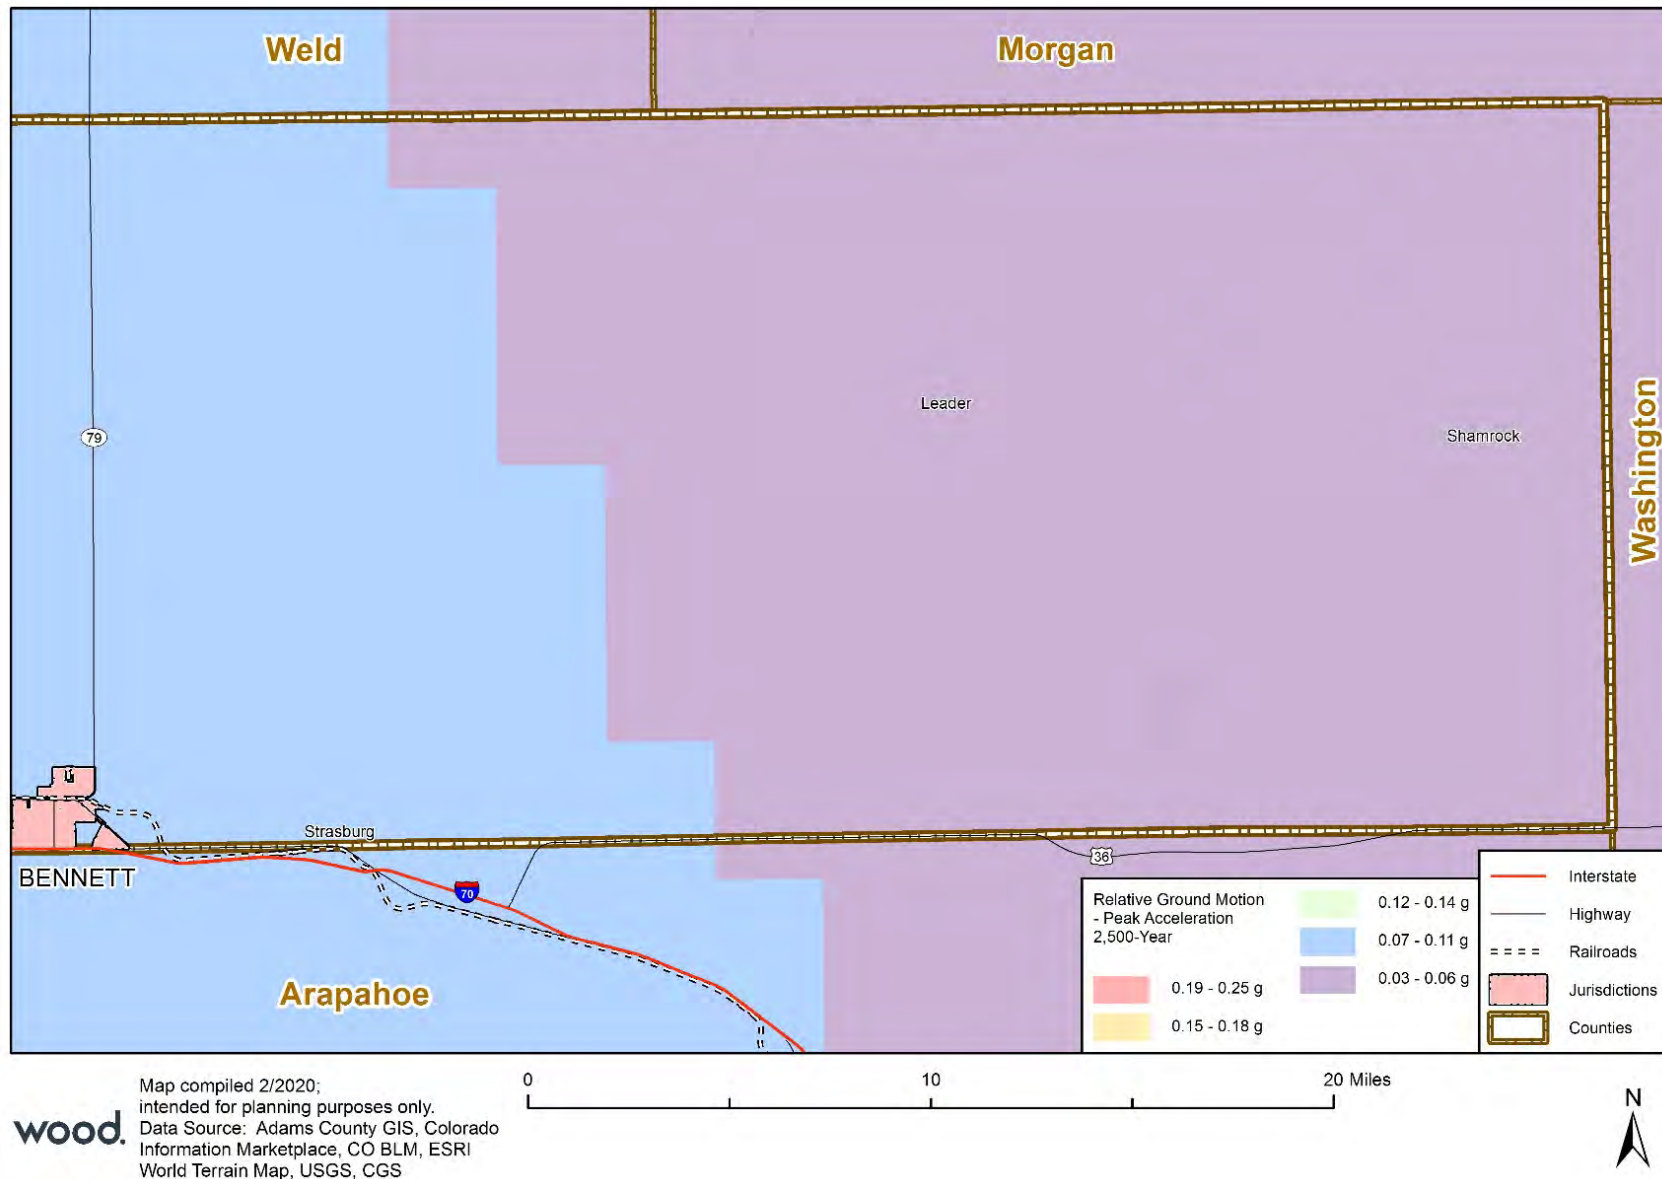 Weld
Morgan
Leader
79
Shamrock
Washington
Strasburg
BENNETT
36
70
Arapahoe
Relative Ground Motion
- Peak Acceleration
2,500-Year
0.19 - 0.25 g
0.15 - 0.18 g
0.12 - 0.14 g
0.07 - 0.11 g
0.03 - 0.06 g
Interstate
Highway
Railroads
Jurisdictions
Counties
0
10
20 Miles
wood.
Map compiled 2/2020;
intended for planning purposes only.
Data Source: Adams County GIS, Colorado
Information Marketplace, CO BLM, ESRI
World Terrain Map, USGS, CGS
N